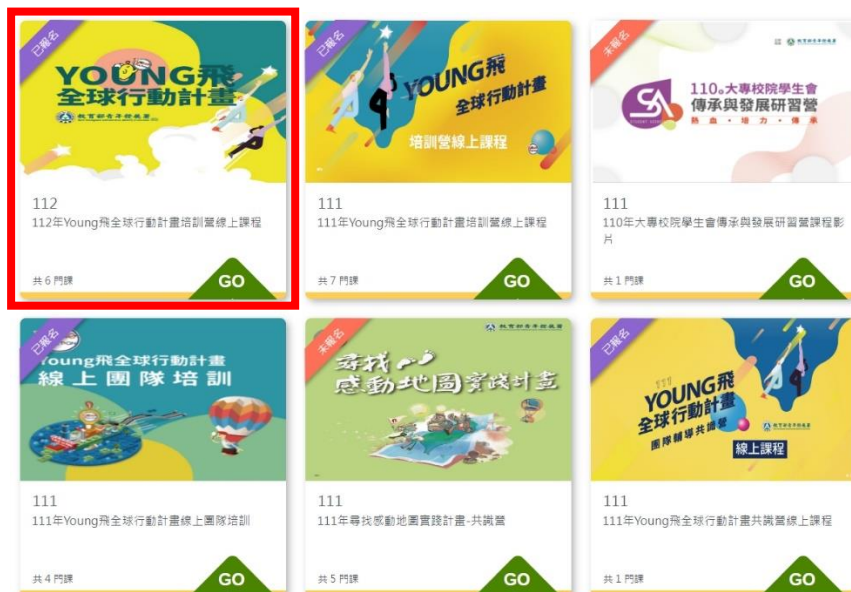 已報名
YOUNG飛
全球行動計畫
教育部青年發展署
112
112年Young飛全球行動計畫培訓營線上課程
共6門課
GO
已報名
YOUNG飛
全球行動計畫
培訓營線上課程
111
111年Young飛全球行動計畫培訓營線上課程
共7門課
GO
未報名
110。大專校院學生會
傳承與發展研習營
熱血・培力・傳承
111
110年大專校院學生會傳承與發展研習營課程影
片
共1門課
GO
已報名
Young飛全球行動計畫
線上團隊培訓
111
111年Young飛全球行動計畫線上團隊培訓
共4門課
GO
未報名
教育部青年發展署
尋找
感動地圖實踐計畫
111
111年尋找感動地圖實踐計畫-共識營
共5門課
GO
已報名
111
YOUNG飛
全球行動計畫
團隊輔導共識營
教育部青年發展署
線上課程
111
111年Young飛全球行動計畫共識營線上課程
共1門課
GO